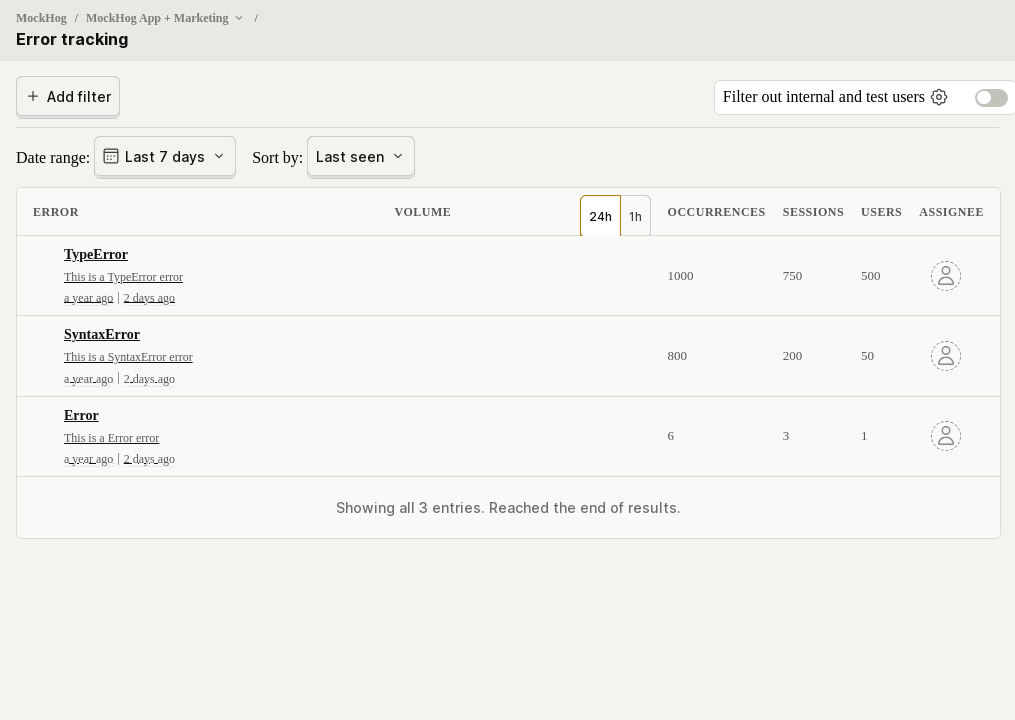 MockHog / MockHog App + Marketing /
Error tracking
Add filter
Filter out internal and test users
Date range: Last 7 days Sort by: Last seen
ERROR VOLUME 24h 1h OCCURRENCES SESSIONS USERS ASSIGNEE
TypeError
This is a TypeError error
a year ago | 2 days ago
1000 750 500
SyntaxError
This is a SyntaxError error
a year ago | 2 days ago
800 200 50
Error
This is a Error error
a year ago | 2 days ago
6 3 1
Showing all 3 entries. Reached the end of results.